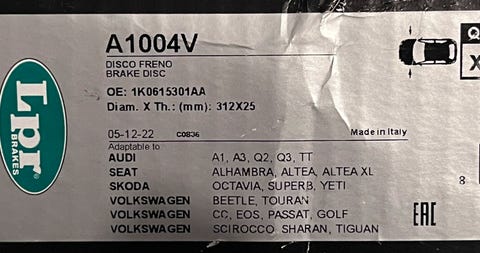 A1004V
DISCO FRENO
BRAKE DISC
OE: 1K0615301AA
Diam. X Th.: (mm): 312X25
05-12-22 C0836 Made in Italy
Adaptable to
AUDI A1, A3, Q2, Q3, TT
SEAT ALHAMBRA, ALTEA, ALTEA XL
SKODA OCTAVIA, SUPERB, YETI
VOLKSWAGEN BEETLE, TOURAN
VOLKSWAGEN CC, EOS, PASSAT, GOLF
VOLKSWAGEN SCIROCCO, SHARAN, TIGUAN
Lpr
BRAKES
Q
X
8
EAC